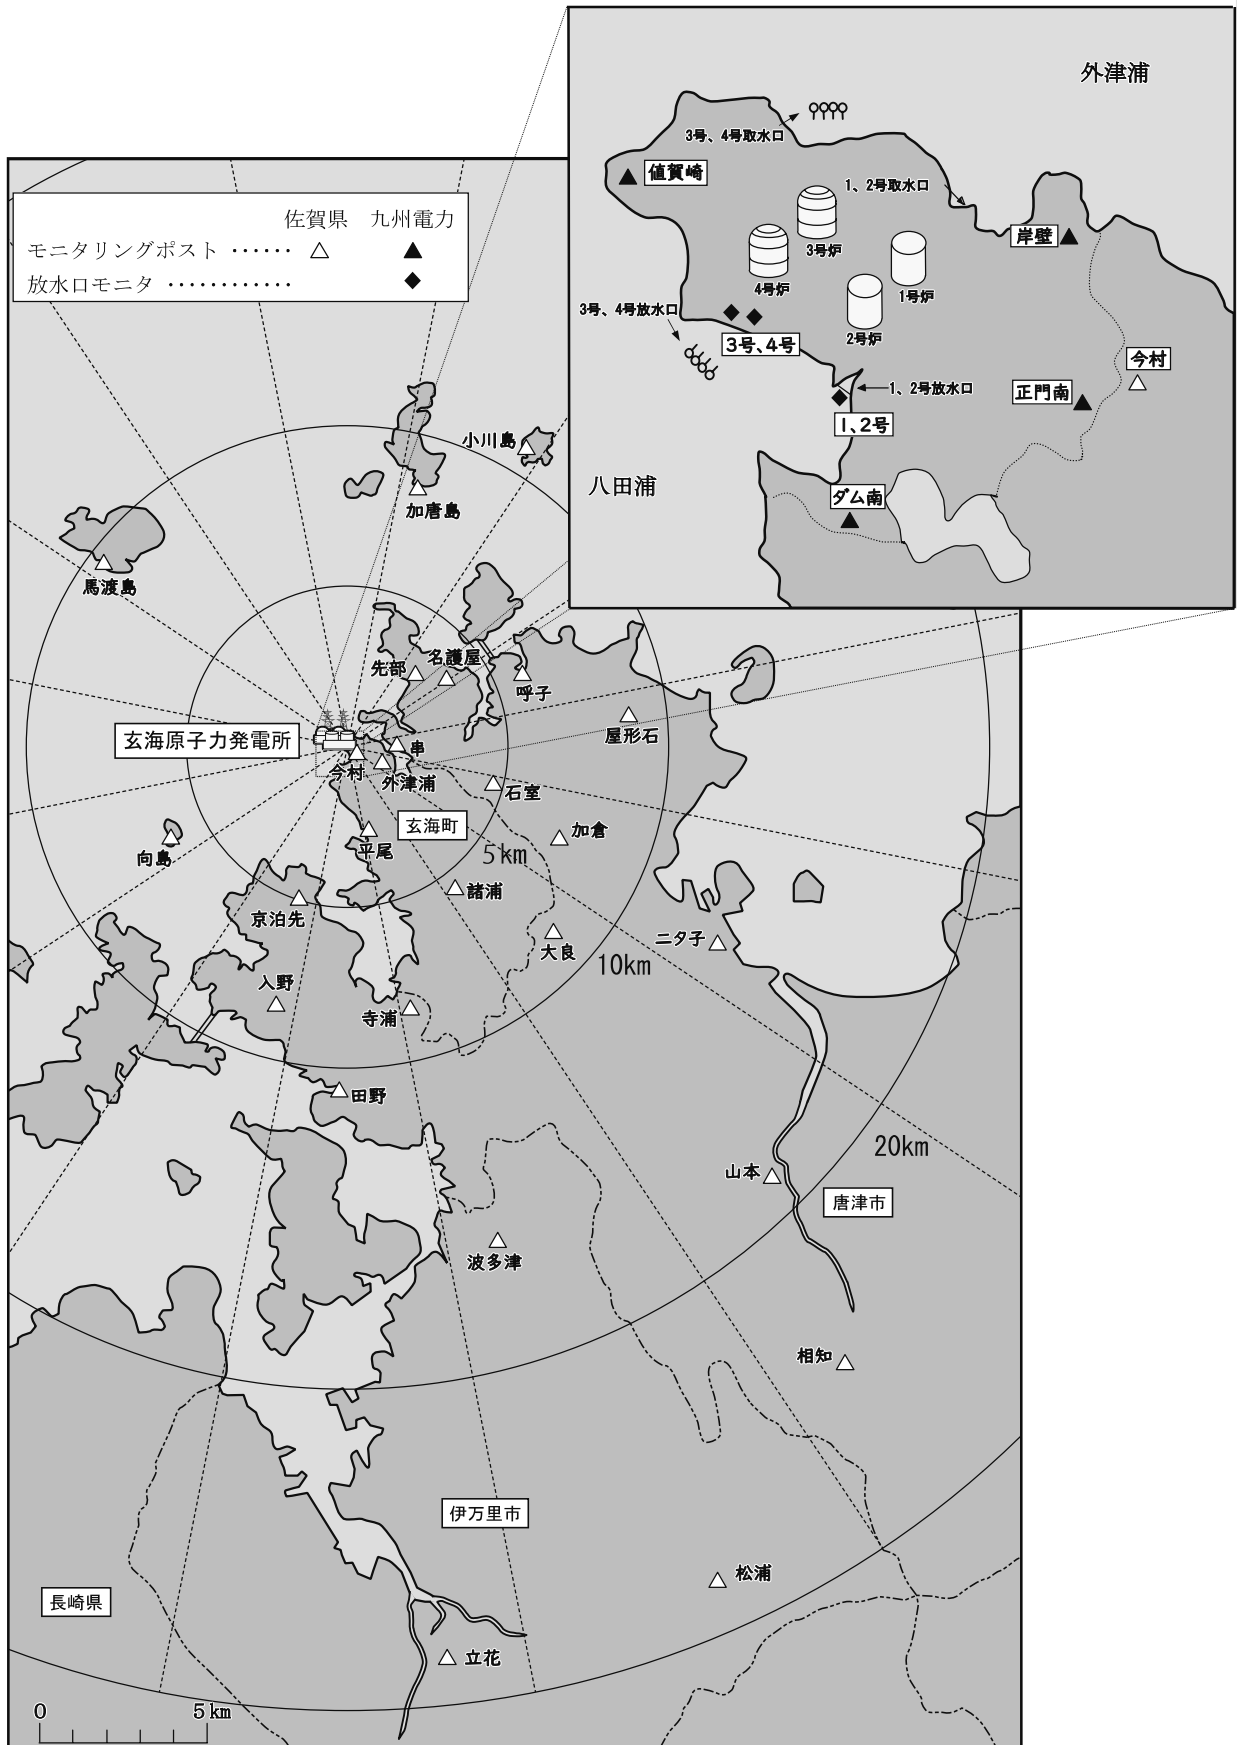 外津浦
3号、4号取水口
値賀崎
1、2号取水口
岸壁
3号炉
4号炉
1号炉
2号炉
3号、4号放水口
3号、4号
今村
1、2号放水口
正門南
1、2号
八田浦
ダム南
佐賀県 九州電力
モニタリングポスト ‥‥‥ △ ▲
放水口モニタ ‥‥‥‥‥‥ ◆
小川島
加唐島
馬渡島
先部
名護屋
呼子
屋形石
玄海原子力発電所
串
今村
外津浦
石室
玄海町
加倉
平尾
5km
向島
諸浦
京泊先
大良
二タ子
10km
入野
寺浦
田野
20km
山本
唐津市
波多津
相知
伊万里市
松浦
長崎県
立花
0 5km